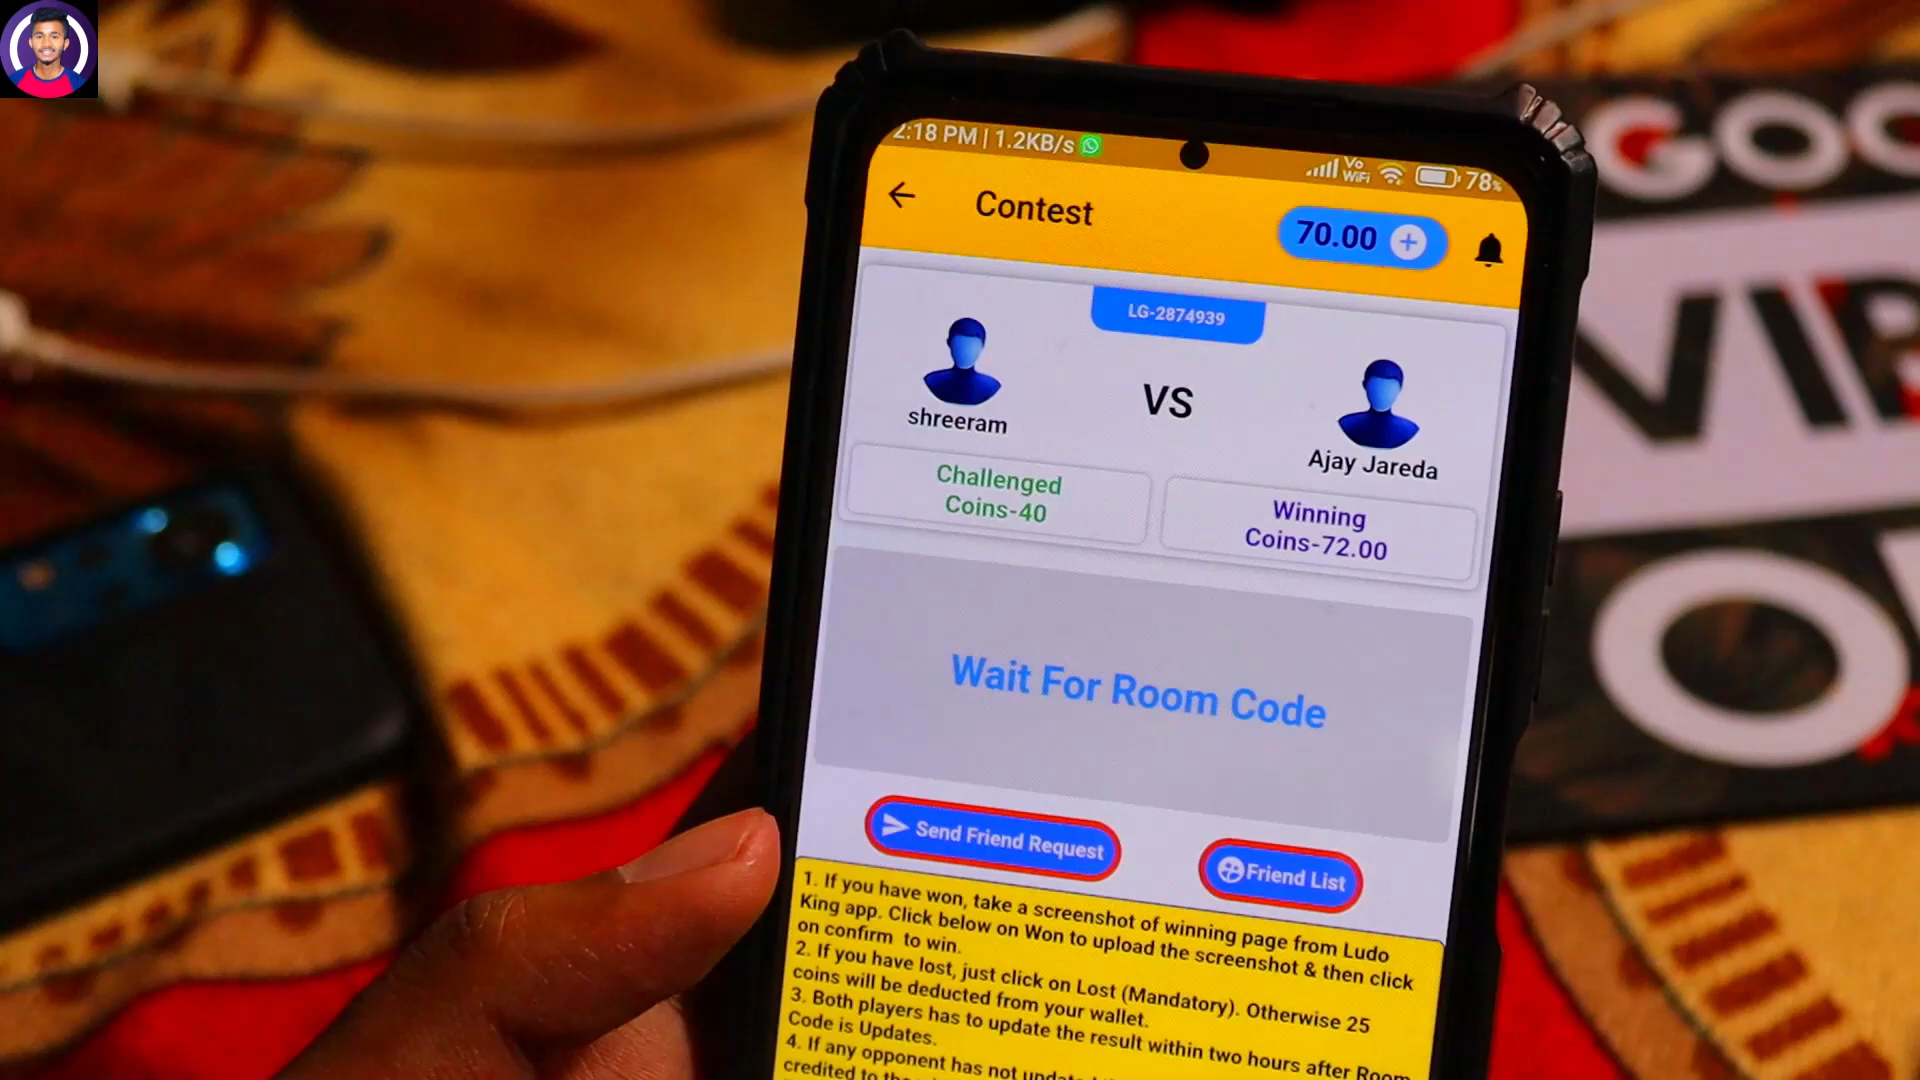 2:18 PM | 1.2KB/s
Vo
WiFi
78%
Contest
70.00 +
LG-2874939
shreeram
VS
Ajay Jareda
Challenged
Coins-40
Winning
Coins-72.00
Wait For Room Code
Send Friend Request
Friend List
1. If you have won, take a screenshot of winning page from Ludo
King app. Click below on Won to upload the screenshot & then click
on confirm to win.
2. If you have lost, just click on Lost (Mandatory). Otherwise 25
coins will be deducted from your wallet.
3. Both players has to update the result within two hours after Room
Code is Updates.
4. If any opponent has not
credited to
GOO
VIB
O